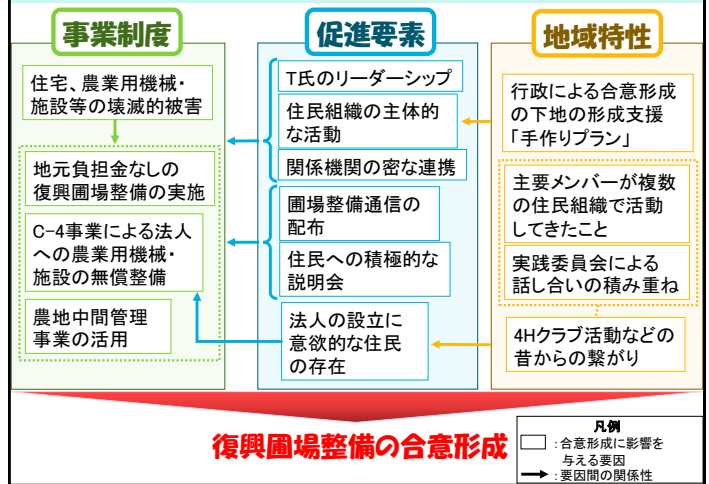 事業制度
住宅、農業用機械・
施設等の壊滅的被害
地元負担金なしの
復興圃場整備の実施
C-4事業による法人
への農業用機械・
施設の無償整備
農地中間管理
事業の活用
促進要素
T氏のリーダーシップ
住民組織の主体的
な活動
関係機関の密な連携
圃場整備通信の
配布
住民への積極的な
説明会
法人の設立に
意欲的な住民
の存在
地域特性
行政による合意形成
の下地の形成支援
「手作りプラン」
主要メンバーが複数
の住民組織で活動
してきたこと
実践委員会による
話し合いの積み重ね
4Hクラブ活動などの
昔からの繋がり
復興圃場整備の合意形成
凡例
:合意形成に影響を
与える要因
:要因間の関係性